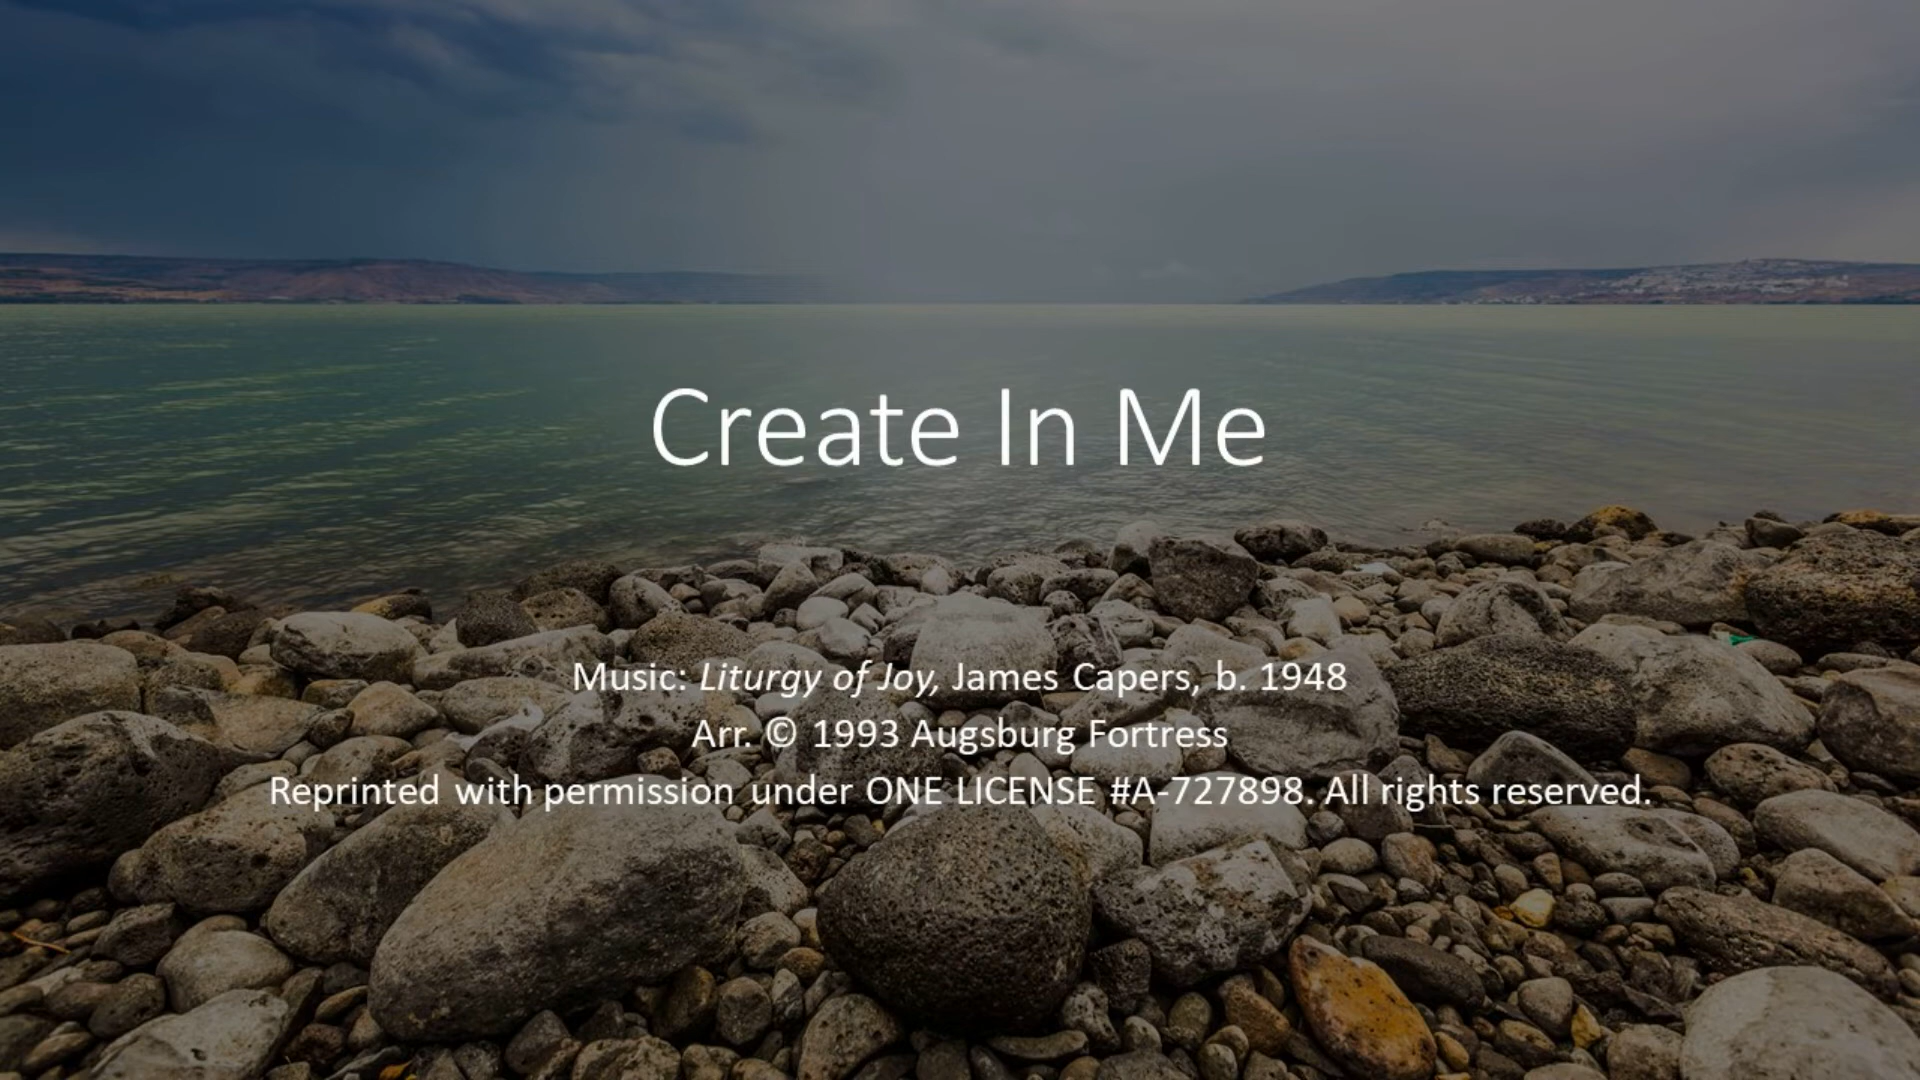 Create In Me
Music: Liturgy of Joy, James Capers, b. 1948
Arr. © 1993 Augsburg Fortress
Reprinted with permission under ONE LICENSE #A-727898. All rights reserved.